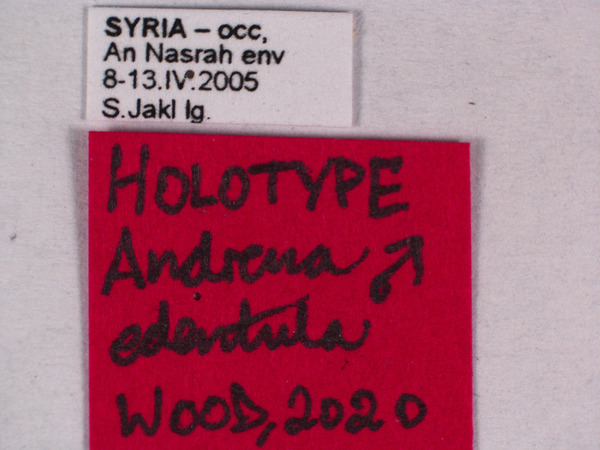 SYRIA – occ,
An Nasrah env
8-13.IV.2005
S.Jakl lg.
HOLOTYPE
Andrena ♂
edentula
WOOD, 2020